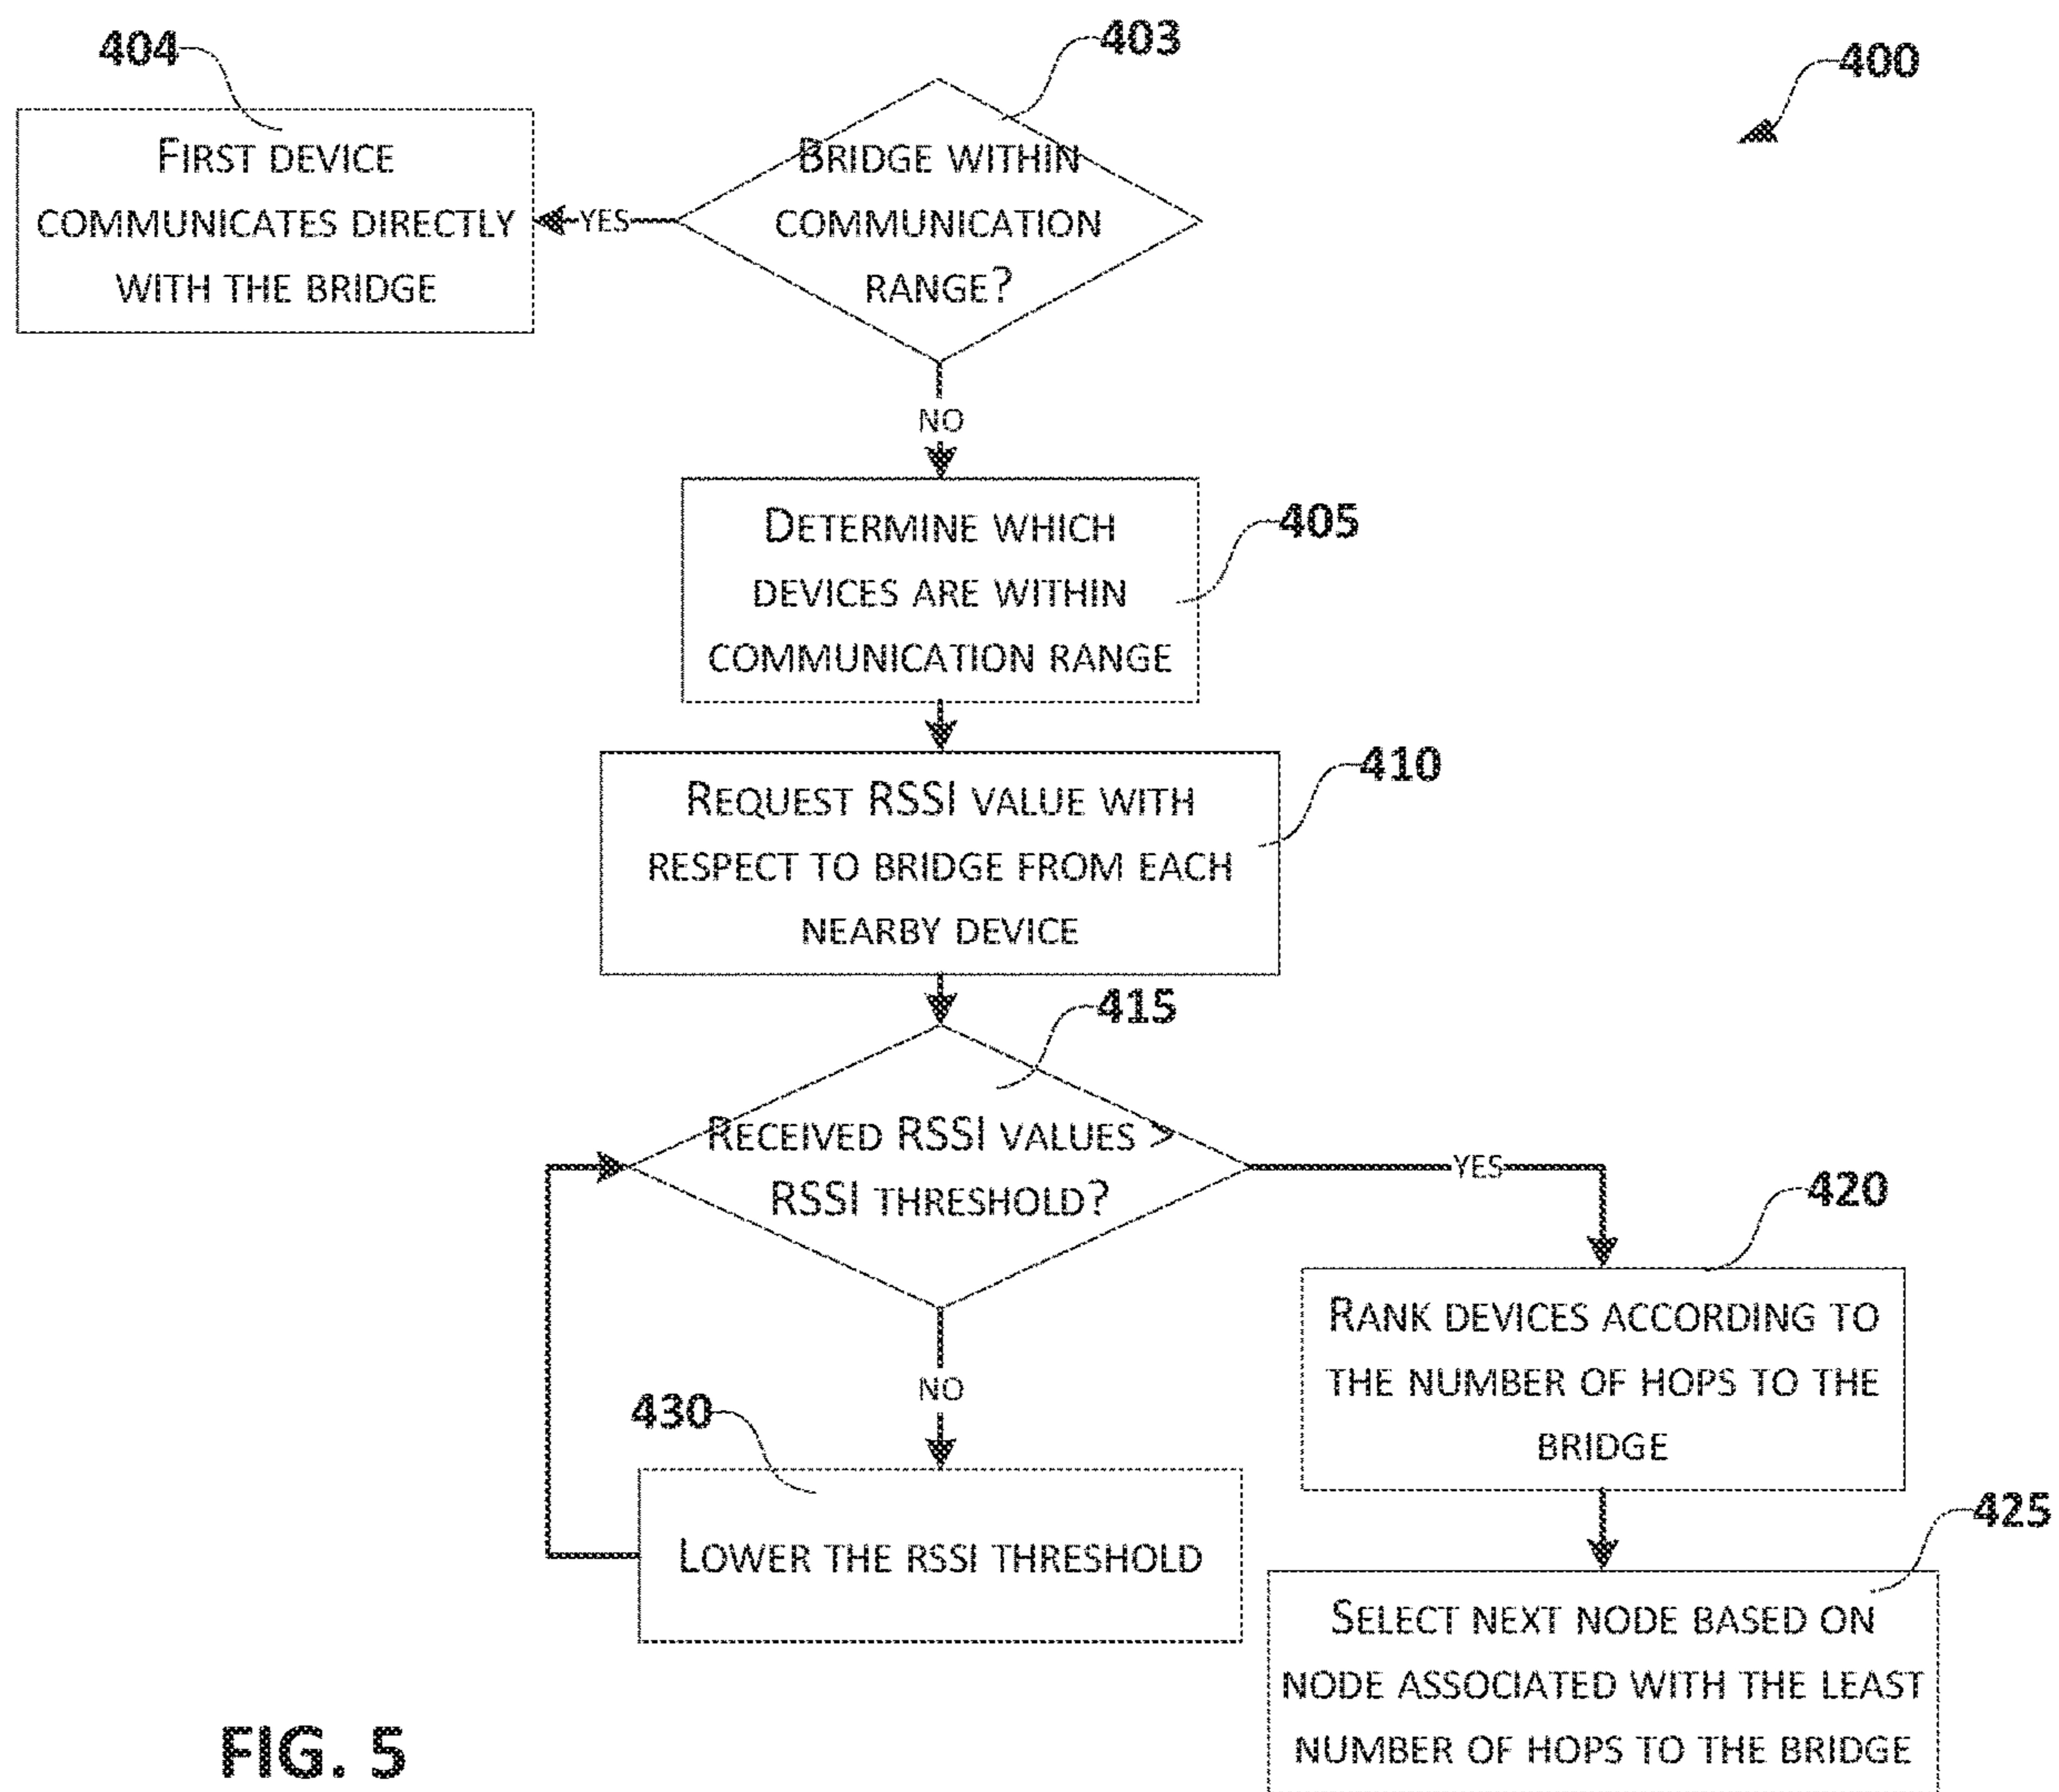 404
403
400
FIRST DEVICE
COMMUNICATES DIRECTLY
WITH THE BRIDGE
YES
BRIDGE WITHIN
COMMUNICATION
RANGE?
NO
DETERMINE WHICH
DEVICES ARE WITHIN
COMMUNICATION RANGE
405
REQUEST RSSI VALUE WITH
RESPECT TO BRIDGE FROM EACH
NEARBY DEVICE
410
415
RECEIVED RSSI VALUES >
RSSI THRESHOLD?
YES
420
RANK DEVICES ACCORDING TO
THE NUMBER OF HOPS TO THE
BRIDGE
NO
430
LOWER THE RSSI THRESHOLD
425
SELECT NEXT NODE BASED ON
NODE ASSOCIATED WITH THE LEAST
NUMBER OF HOPS TO THE BRIDGE
FIG. 5